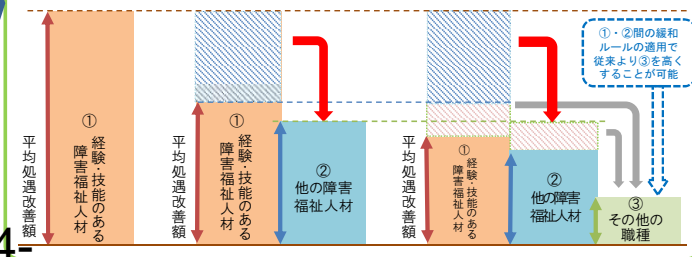 平均処遇改善額
①
経験・技能のある
障害福祉人材
平均処遇改善額
①
経験・技能のある
障害福祉人材
②
他の障害
福祉人材
平均処遇改善額
①
経験・技能のある
障害福祉人材
②
他の障害
福祉人材
③
その他の
職種
①・②間の緩和
ルールの適用で
従来より③を高く
することが可能
4-